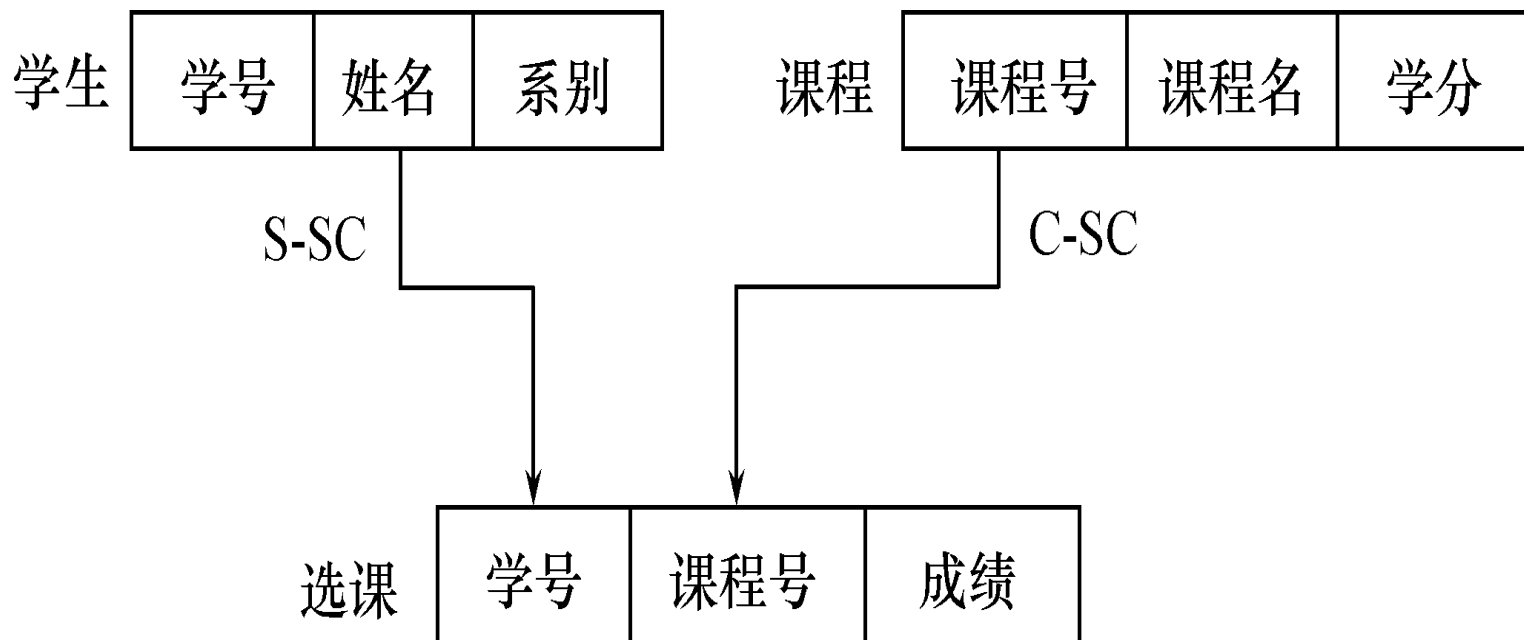 学生 学号 姓名 系别 课程 课程号 课程名 学分
S-SC C-SC
选课 学号 课程号 成绩